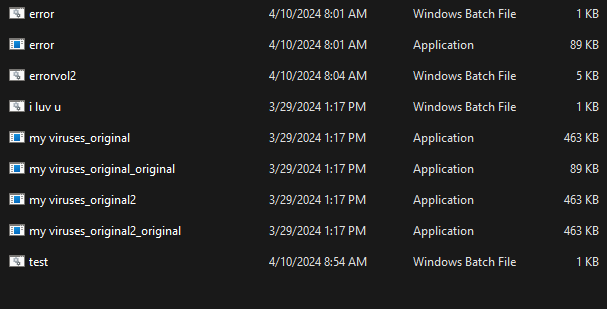 error 4/10/2024 8:01 AM Windows Batch File 1 KB
error 4/10/2024 8:01 AM Application 89 KB
errorvol2 4/10/2024 8:04 AM Windows Batch File 5 KB
i luv u 3/29/2024 1:17 PM Windows Batch File 1 KB
my viruses_original 3/29/2024 1:17 PM Application 463 KB
my viruses_original_original 3/29/2024 1:17 PM Application 89 KB
my viruses_original2 3/29/2024 1:17 PM Application 463 KB
my viruses_original2_original 3/29/2024 1:17 PM Application 463 KB
test 4/10/2024 8:54 AM Windows Batch File 1 KB